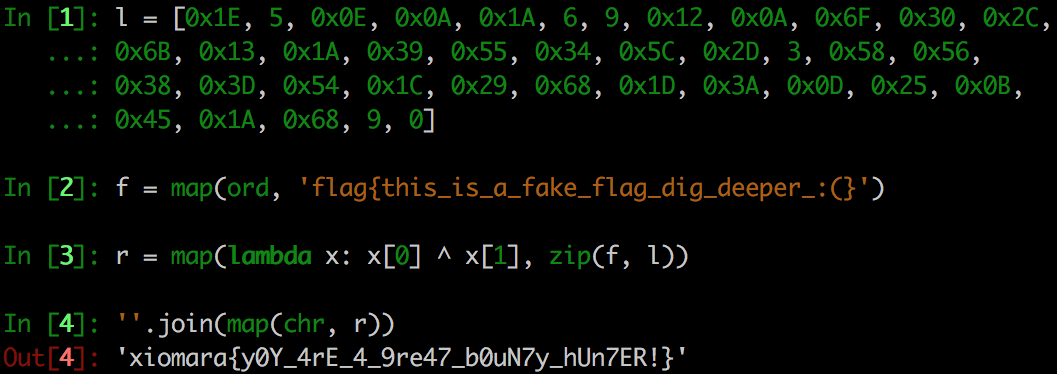 In [1]: l = [0x1E, 5, 0x0E, 0x0A, 0x1A, 6, 9, 0x12, 0x0A, 0x6F, 0x30, 0x2C,
...: 0x6B, 0x13, 0x1A, 0x39, 0x55, 0x34, 0x5C, 0x2D, 3, 0x58, 0x56,
...: 0x38, 0x3D, 0x54, 0x1C, 0x29, 0x68, 0x1D, 0x3A, 0x0D, 0x25, 0x0B,
...: 0x45, 0x1A, 0x68, 9, 0]
In [2]: f = map(ord, 'flag{this_is_a_fake_flag_dig_deeper_:(}')
In [3]: r = map(lambda x: x[0] ^ x[1], zip(f, l))
In [4]: ''.join(map(chr, r))
Out[4]: 'xiomara{y0Y_4rE_4_9re47_b0uN7y_hUn7ER!}'